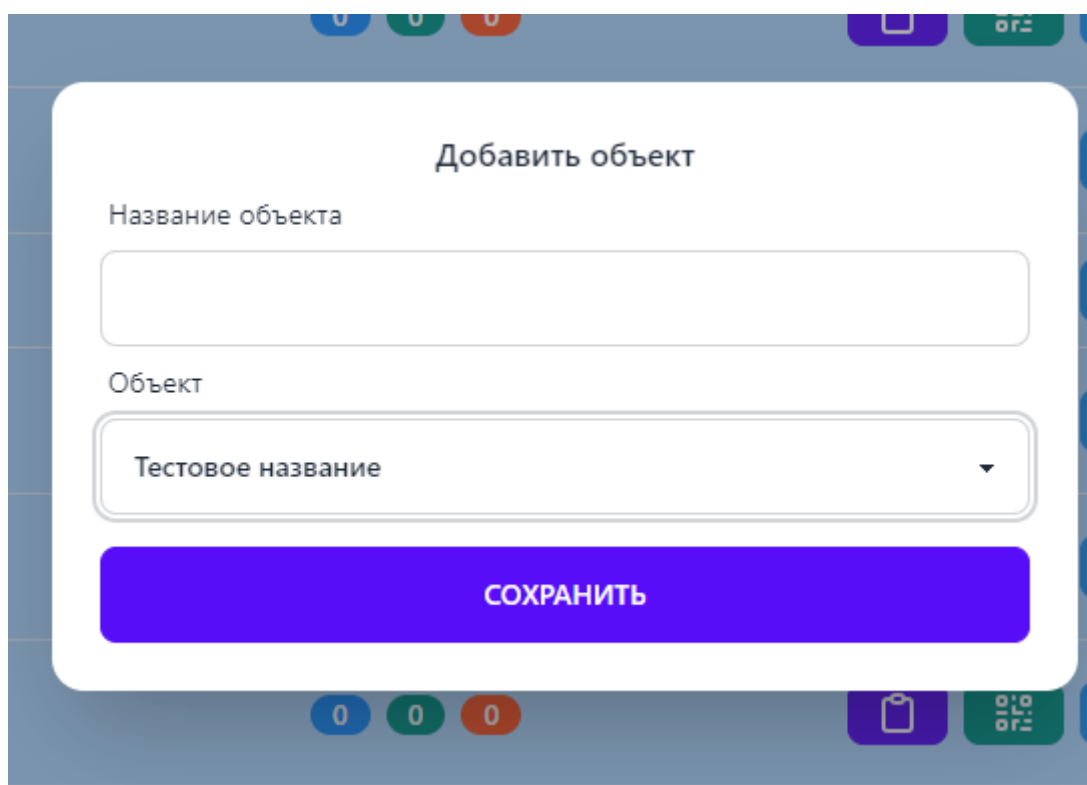 0 0 0
Добавить объект
Название объекта
Объект
Тестовое название
СОХРАНИТЬ
0 0 0